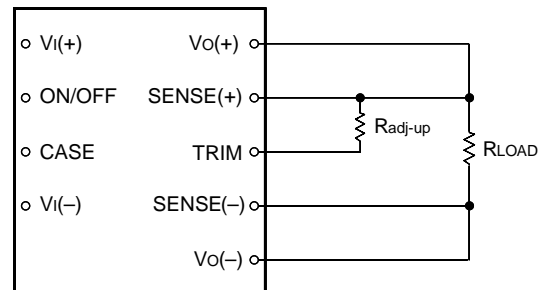 VI(+) VO(+)
ON/OFF SENSE(+)
Radj-up
CASE TRIM
RLOAD
VI(–) SENSE(–)
VO(–)